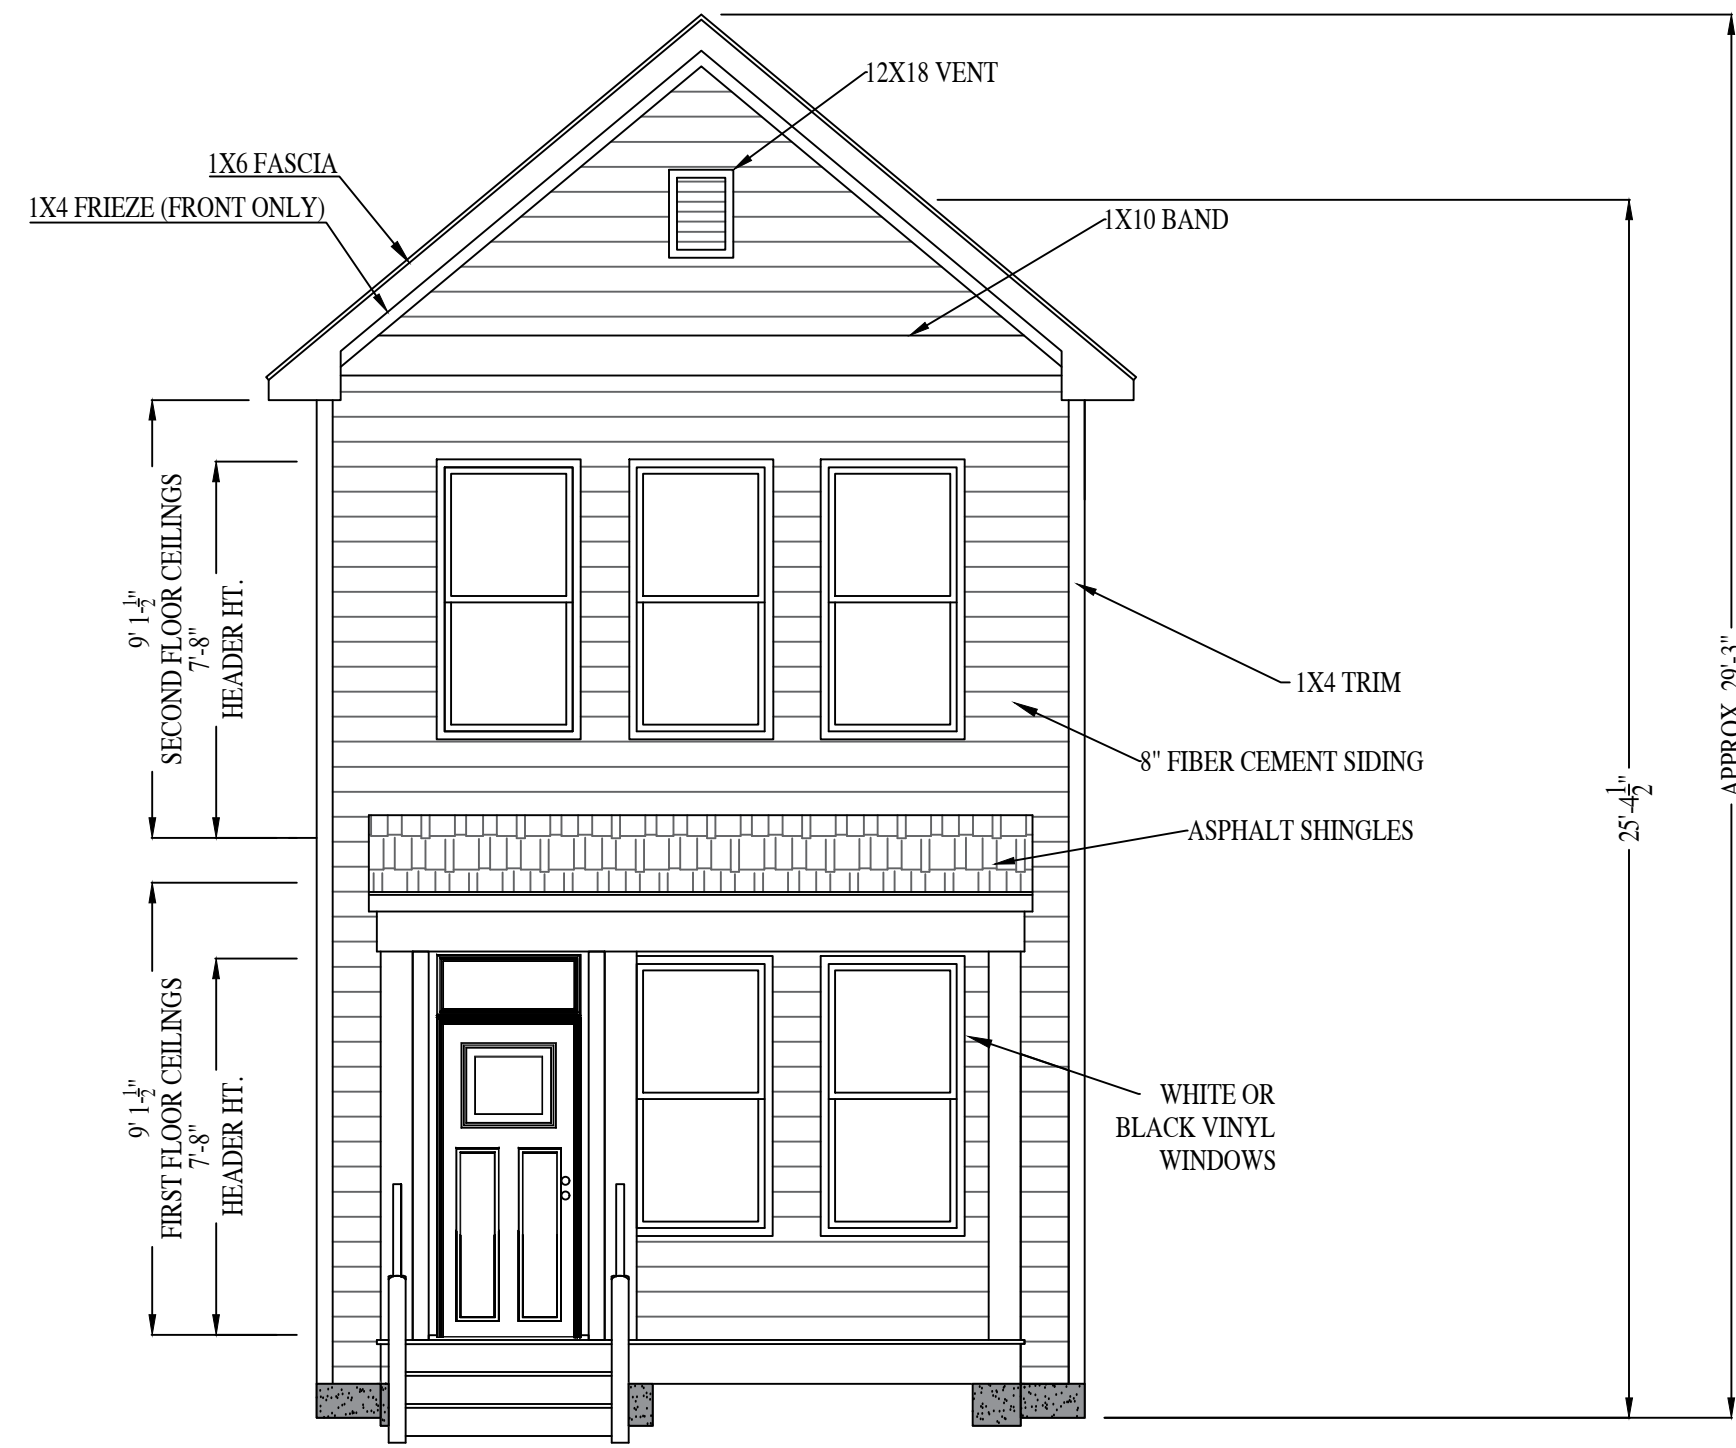 12X18 VENT
1X6 FASCIA
1X4 FRIEZE (FRONT ONLY)
1X10 BAND
9' 1-1/2"
SECOND FLOOR CEILINGS
7'-8"
HEADER HT.
1X4 TRIM
8" FIBER CEMENT SIDING
ASPHALT SHINGLES
9' 1-1/2"
FIRST FLOOR CEILINGS
7'-8"
HEADER HT.
WHITE OR
BLACK VINYL
WINDOWS
25'-4 1/2"
APPROX. 29'-3"